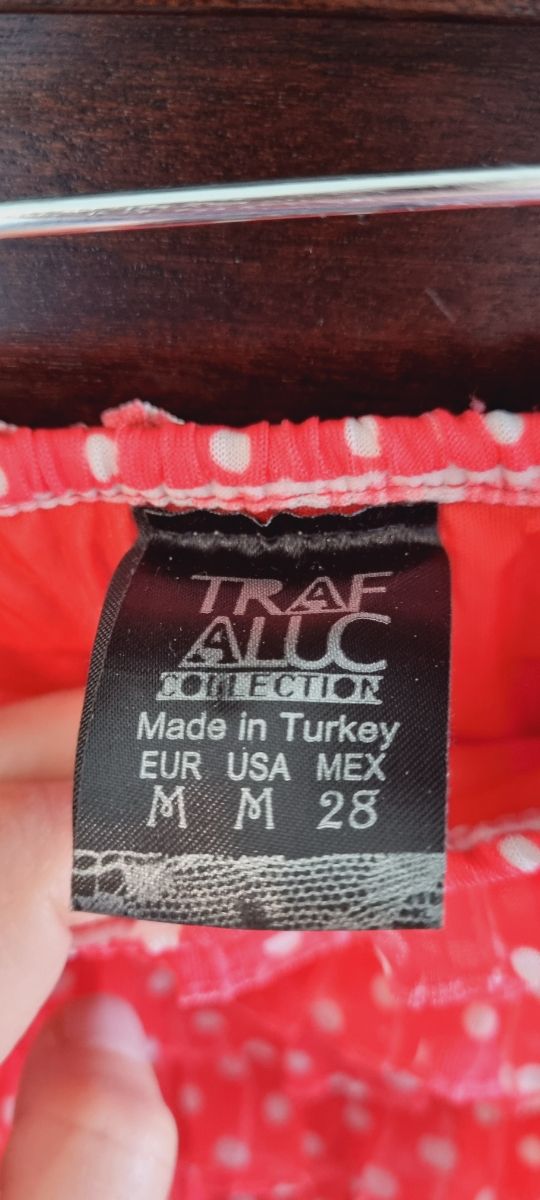 TRAF
ALUC
COLLECTION
Made in Turkey
EUR USA MEX
M M 28